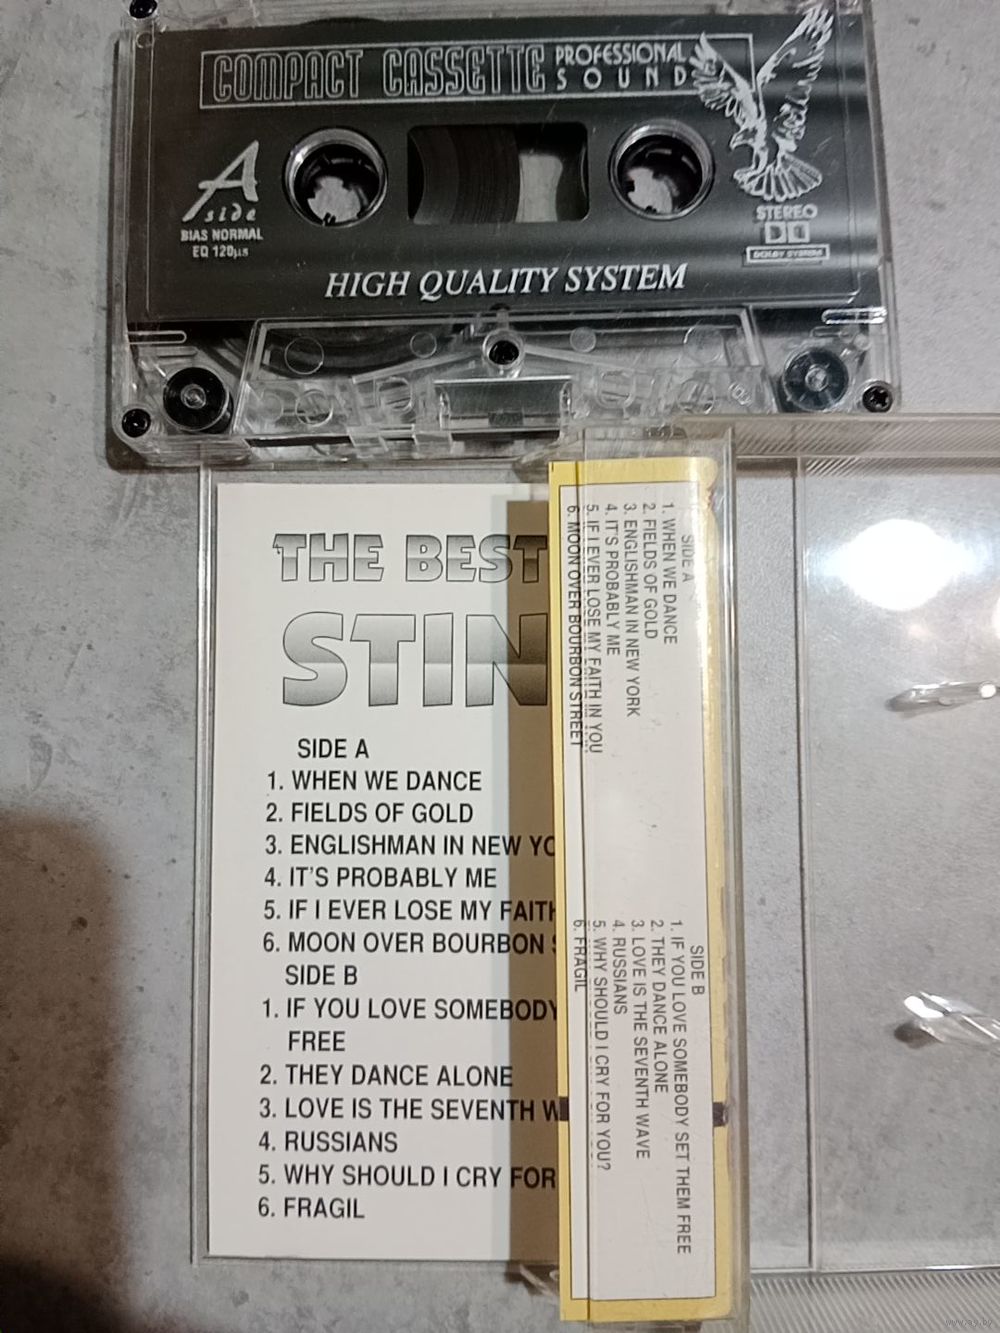 COMPACT CASSETTE PROFESSIONAL SOUND
A side
BIAS NORMAL
EQ 120µs
STEREO
DOLBY SYSTEM
HIGH QUALITY SYSTEM
THE BEST
STIN
SIDE A
1. WHEN WE DANCE
2. FIELDS OF GOLD
3. ENGLISHMAN IN NEW YO
4. IT'S PROBABLY ME
5. IF I EVER LOSE MY FAITH
6. MOON OVER BOURBON S
SIDE B
1. IF YOU LOVE SOMEBODY
FREE
2. THEY DANCE ALONE
3. LOVE IS THE SEVENTH W
4. RUSSIANS
5. WHY SHOULD I CRY FOR
6. FRAGIL
SIDE A
1. WHEN WE DANCE
2. FIELDS OF GOLD
3. ENGLISHMAN IN NEW YORK
4. IT'S PROBABLY ME
5. IF I EVER LOSE MY FAITH IN YOU
6. MOON OVER BOURBON STREET
SIDE B
1. IF YOU LOVE SOMEBODY SET THEM FREE
2. THEY DANCE ALONE
3. LOVE IS THE SEVENTH WAVE
4. RUSSIANS
5. WHY SHOULD I CRY FOR YOU?
6. FRAGIL
www.ay.by